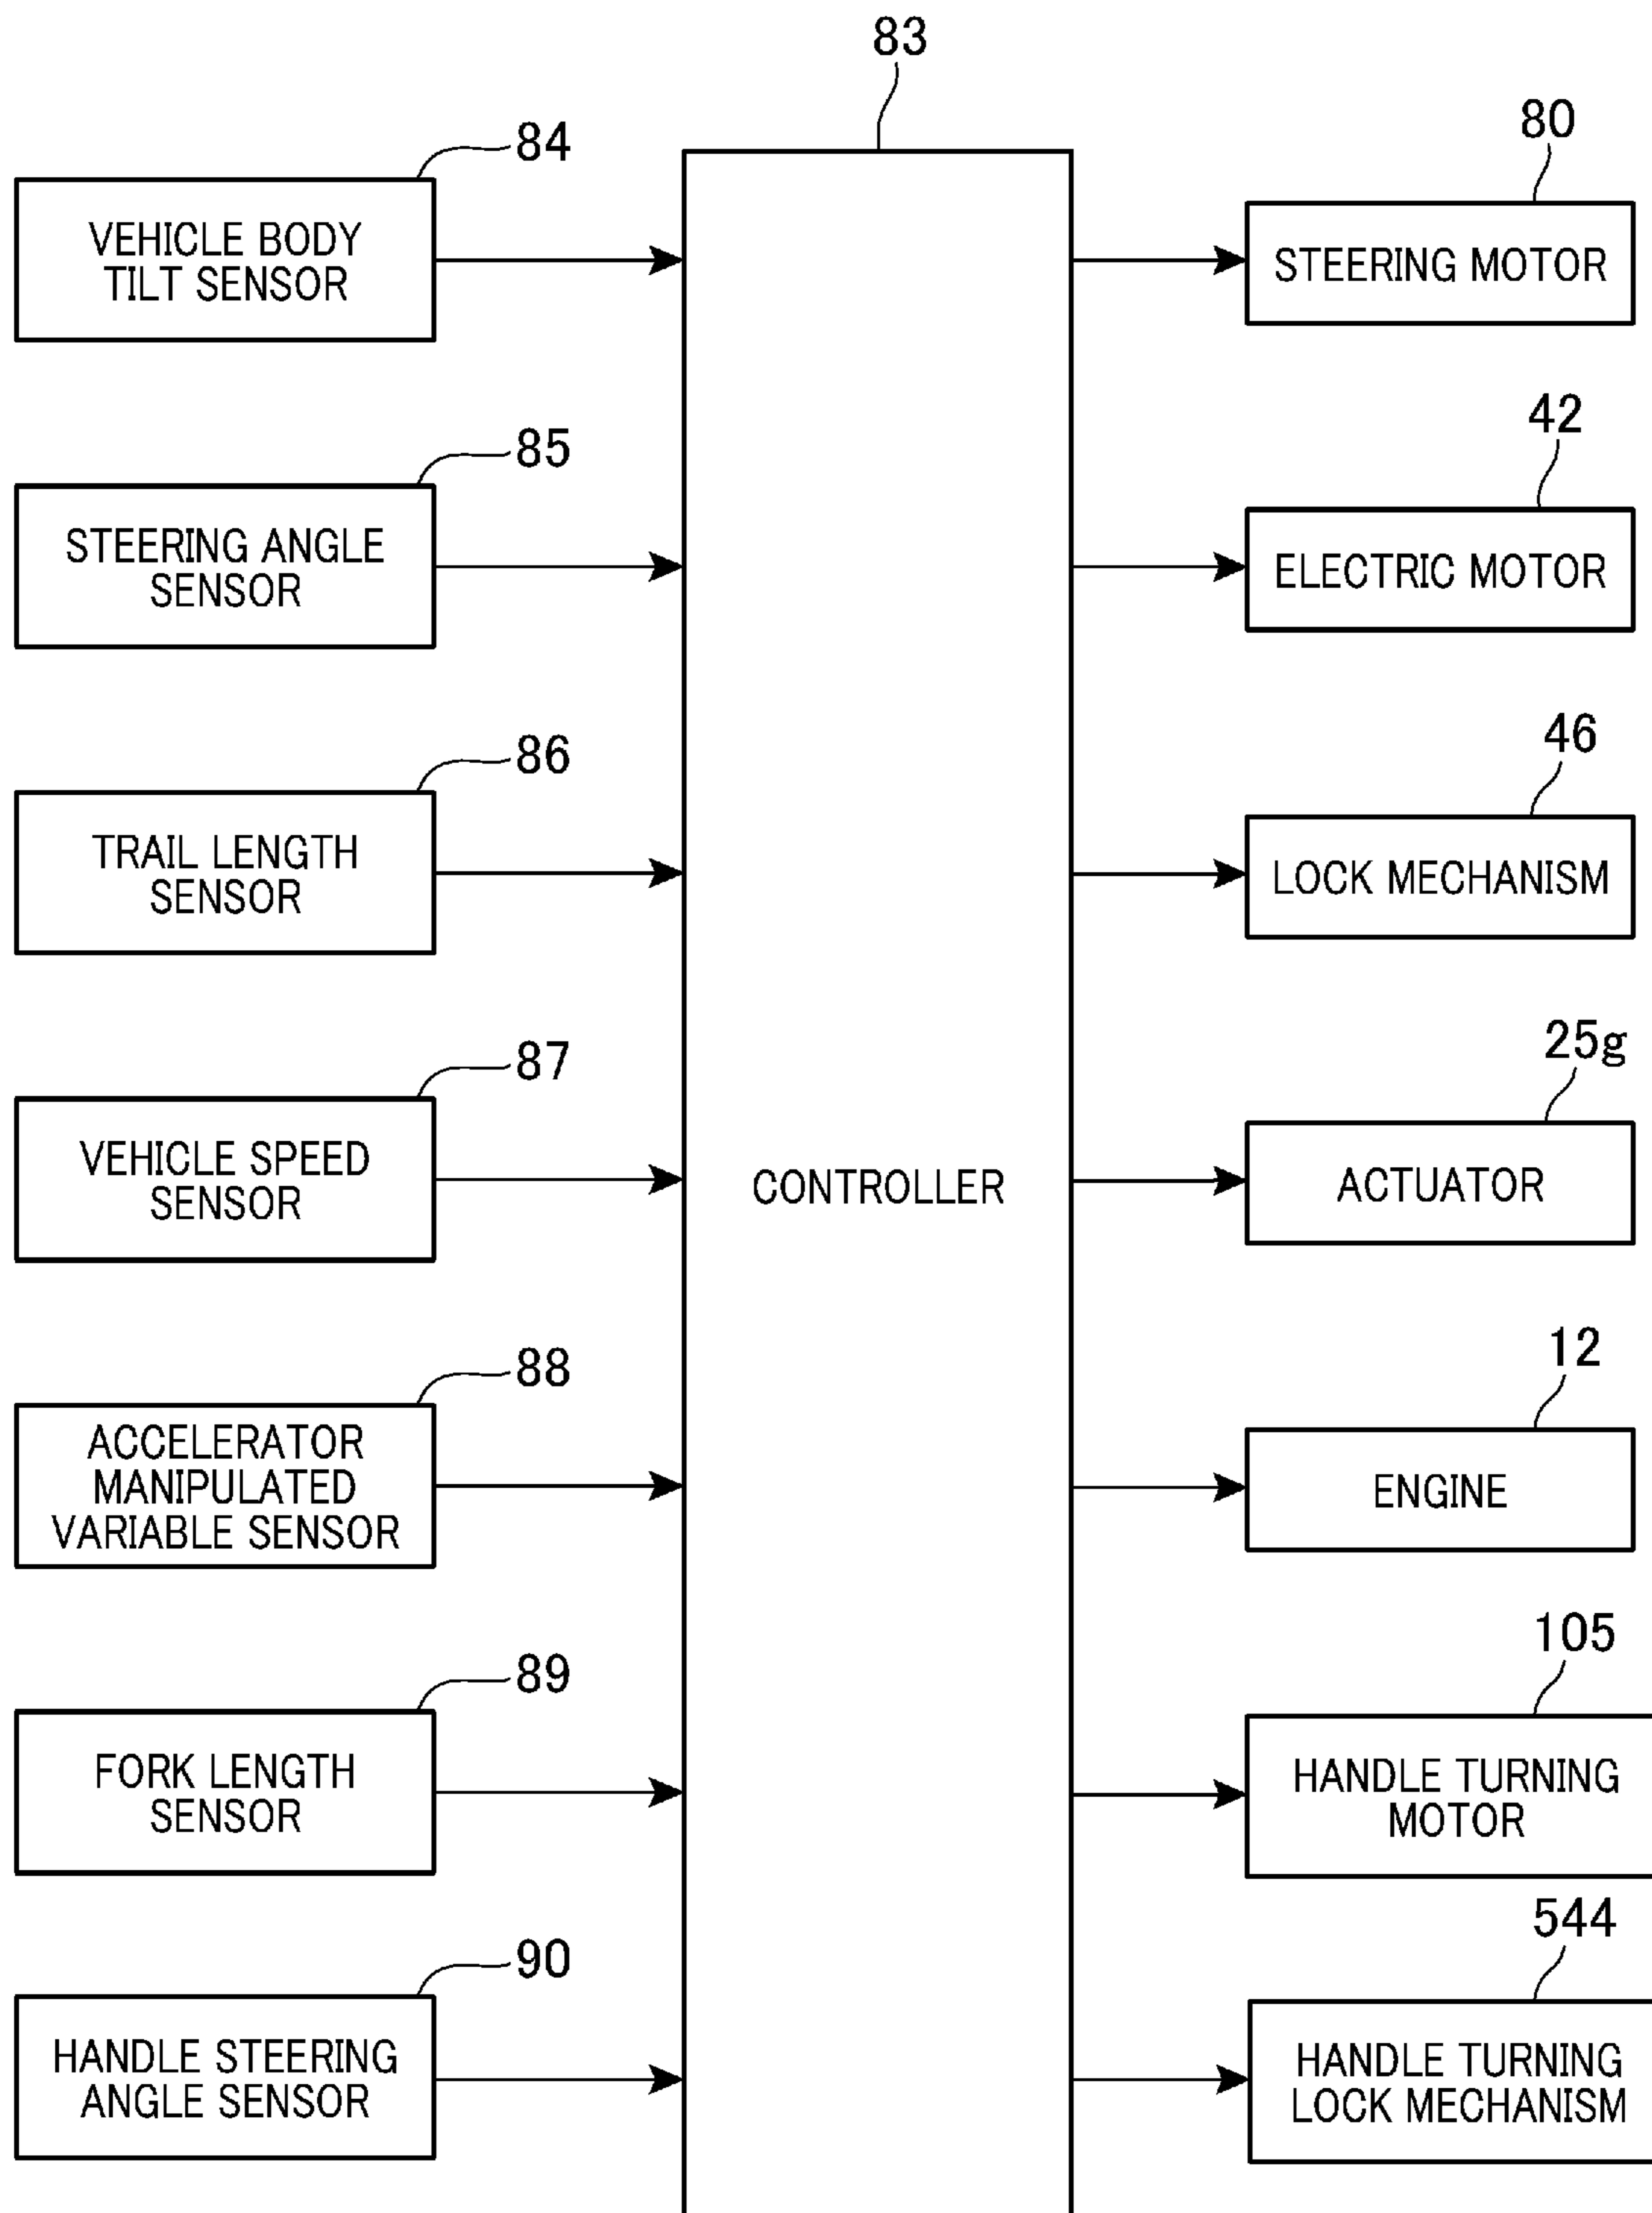 83
84
VEHICLE BODY
TILT SENSOR
85
STEERING ANGLE
SENSOR
86
TRAIL LENGTH
SENSOR
87
VEHICLE SPEED
SENSOR
88
ACCELERATOR
MANIPULATED
VARIABLE SENSOR
89
FORK LENGTH
SENSOR
90
HANDLE STEERING
ANGLE SENSOR
CONTROLLER
80
STEERING MOTOR
42
ELECTRIC MOTOR
46
LOCK MECHANISM
25g
ACTUATOR
12
ENGINE
105
HANDLE TURNING
MOTOR
544
HANDLE TURNING
LOCK MECHANISM